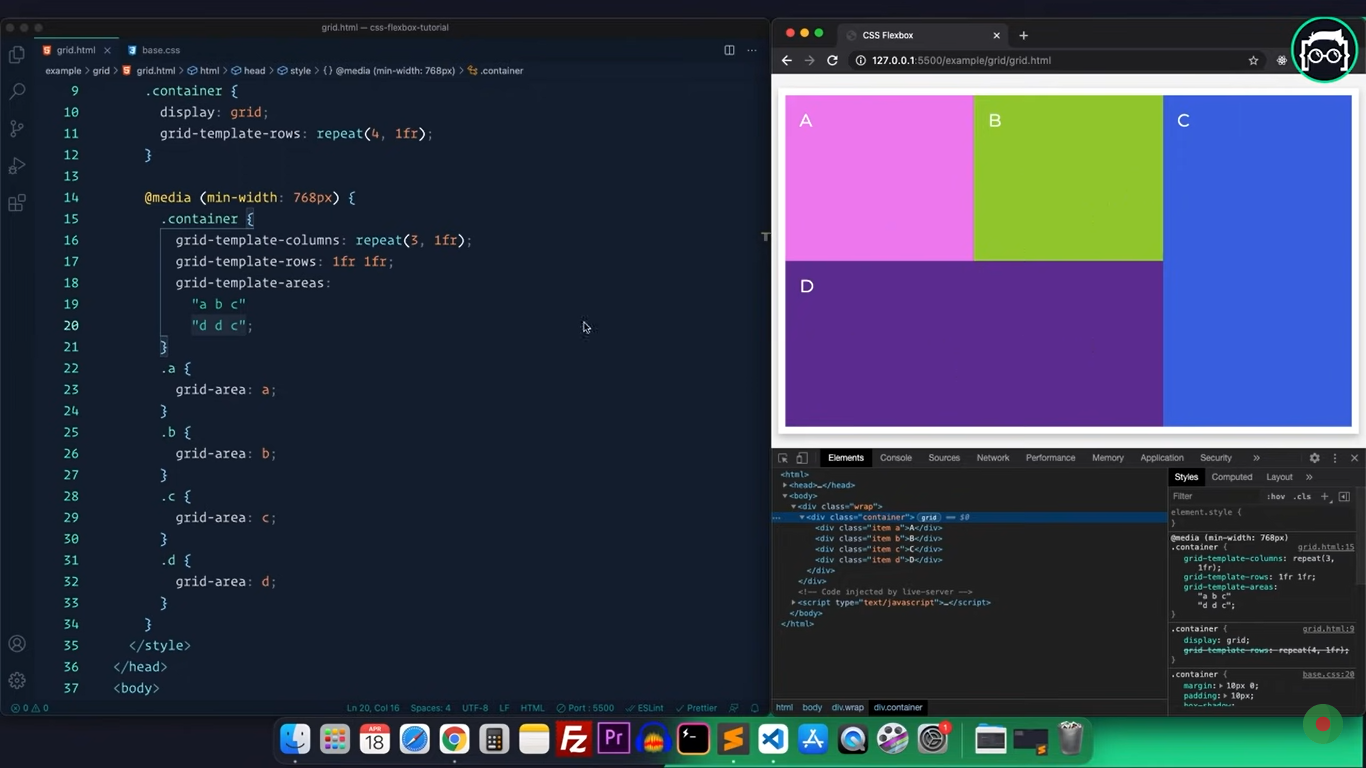 grid.html — css-flexbox-tutorial
grid.html
base.css
example > grid > grid.html > html > head > style > {} @media (min-width: 768px) > .container
9 .container {
10 display: grid;
11 grid-template-rows: repeat(4, 1fr);
12 }
13
14 @media (min-width: 768px) {
15 .container {
16 grid-template-columns: repeat(3, 1fr);
17 grid-template-rows: 1fr 1fr;
18 grid-template-areas:
19 "a b c"
20 "d d c";
21 }
22 .a {
23 grid-area: a;
24 }
25 .b {
26 grid-area: b;
27 }
28 .c {
29 grid-area: c;
30 }
31 .d {
32 grid-area: d;
33 }
34 }
35 </style>
36 </head>
37 <body>
0 0
Ln 20, Col 16 Spaces: 4 UTF-8 LF HTML Port : 5500 ESLint Prettier
CSS Flexbox
127.0.0.1:5500/example/grid/grid.html
A
B
C
D
Elements Console Sources Network Performance Memory Application Security »
<html>
<head>…</head>
<body>
<div class="wrap">
<div class="container"> grid == $0
<div class="item a">A</div>
<div class="item b">B</div>
<div class="item c">C</div>
<div class="item d">D</div>
</div>
</div>
<!-- Code injected by live-server -->
<script type="text/javascript">…</script>
</body>
</html>
html body div.wrap div.container
Styles Computed Layout »
Filter :hov .cls +
element.style {
}
@media (min-width: 768px)
.container { grid.html:15
grid-template-columns: repeat(3,
1fr);
grid-template-rows: 1fr 1fr;
grid-template-areas:
"a b c"
"d d c";
}
.container { grid.html:9
display: grid;
grid-template-rows: repeat(4, 1fr);
}
.container { base.css:20
margin: 10px 0;
padding: 10px;
APR
18
Fz
Pr
1